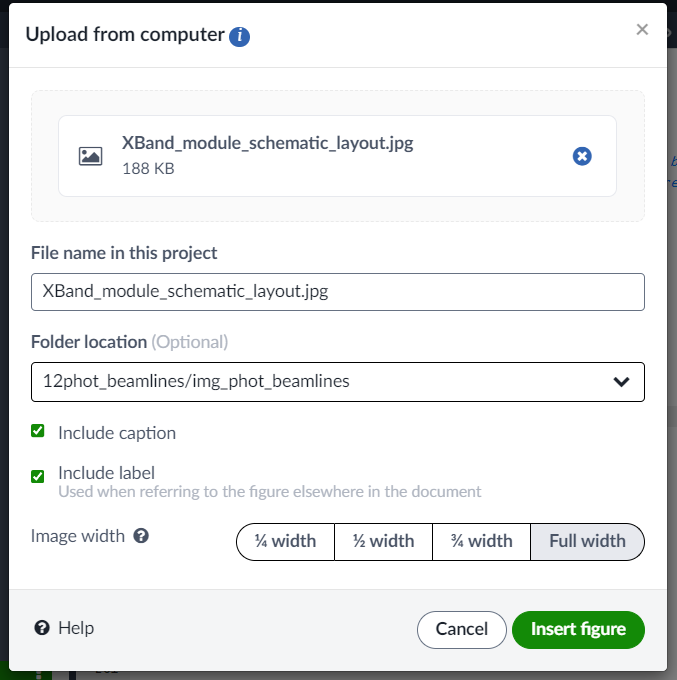 Upload from computer
XBand_module_schematic_layout.jpg
188 KB
File name in this project
XBand_module_schematic_layout.jpg
Folder location (Optional)
12phot_beamlines/img_phot_beamlines
Include caption
Include label
Used when referring to the figure elsewhere in the document
Image width
¼ width
½ width
¾ width
Full width
Help
Cancel
Insert figure